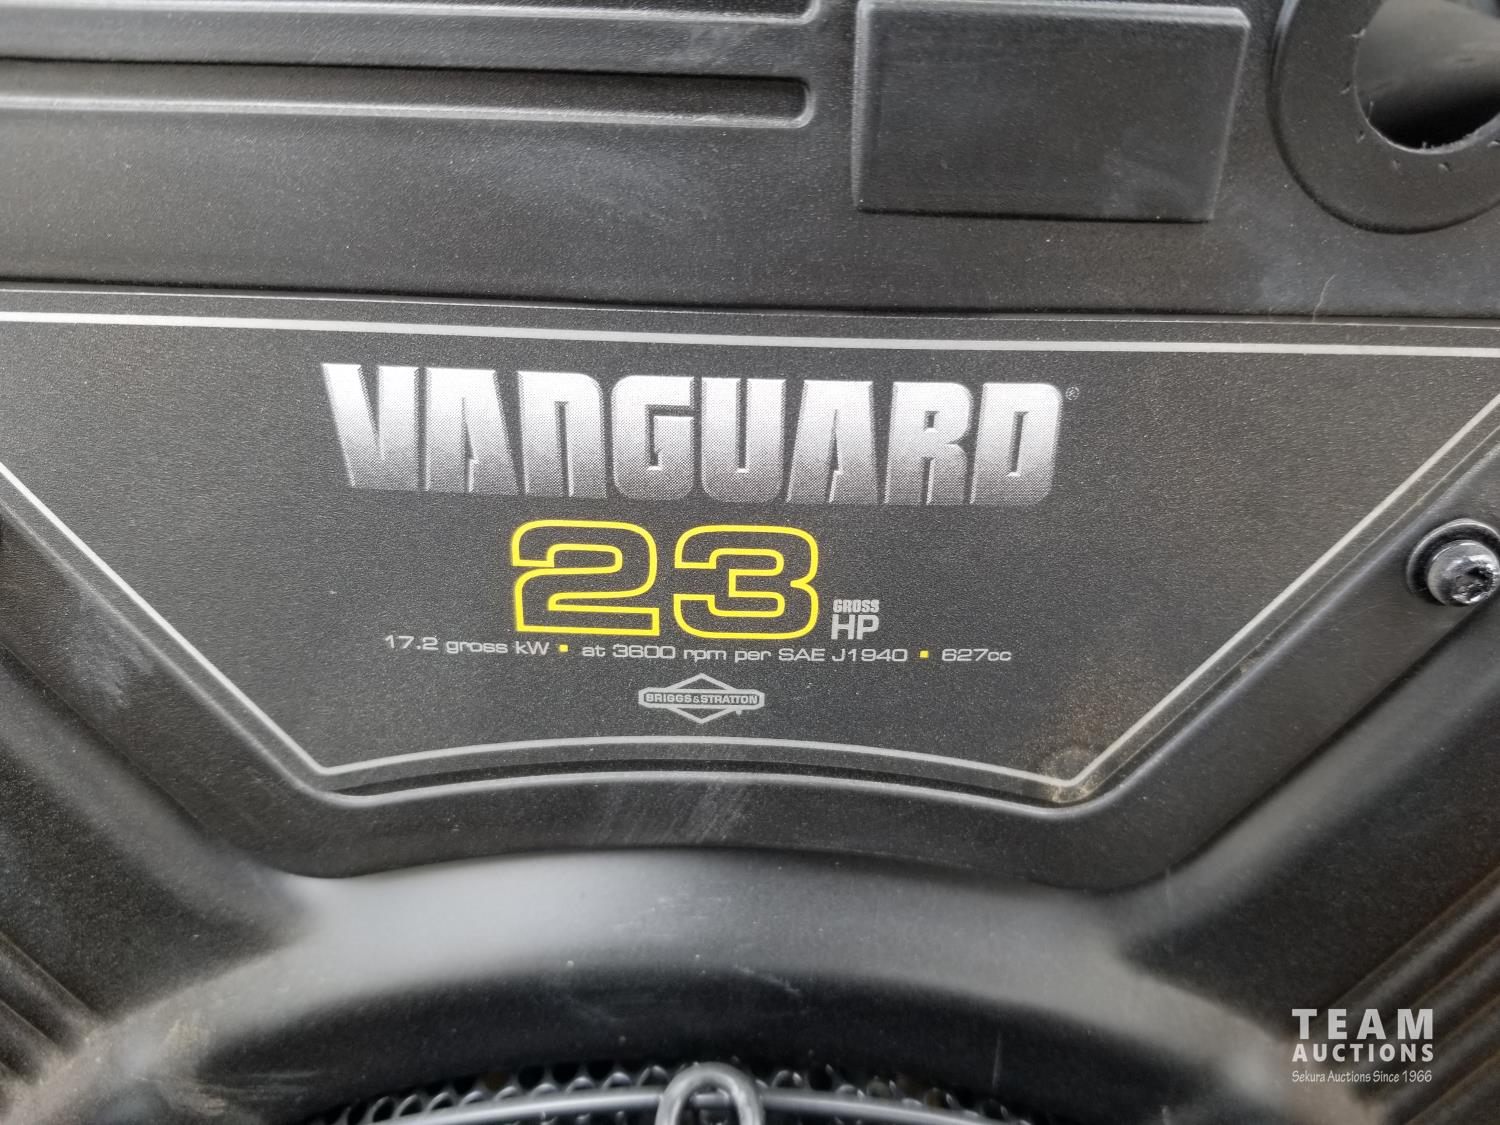 VANGUARD®
23 GROSS HP
17.2 gross kW ▪ at 3600 rpm per SAE J1940 ▪ 627cc
BRIGGS&STRATTON
TEAM
AUCTIONS
Sekura Auctions Since 1966